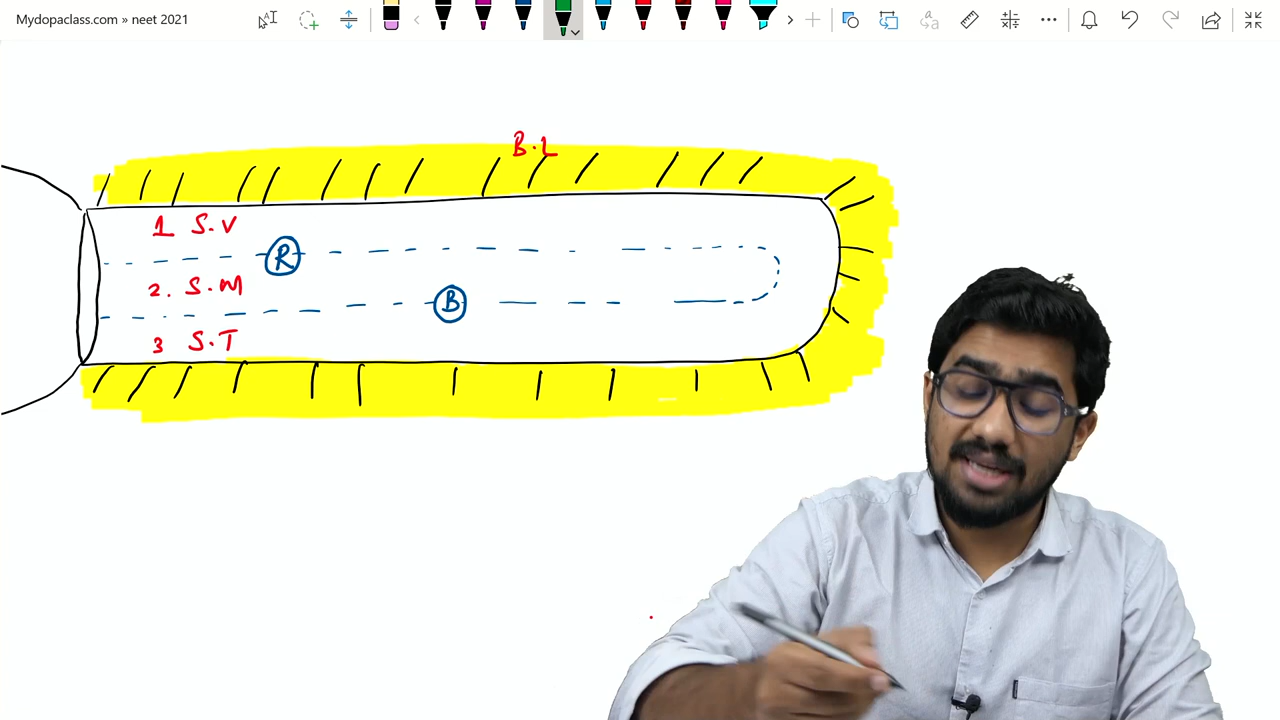 Mydopaclass.com » neet 2021
B.L
1 S.V
R
2. S.M
B
3 S.T